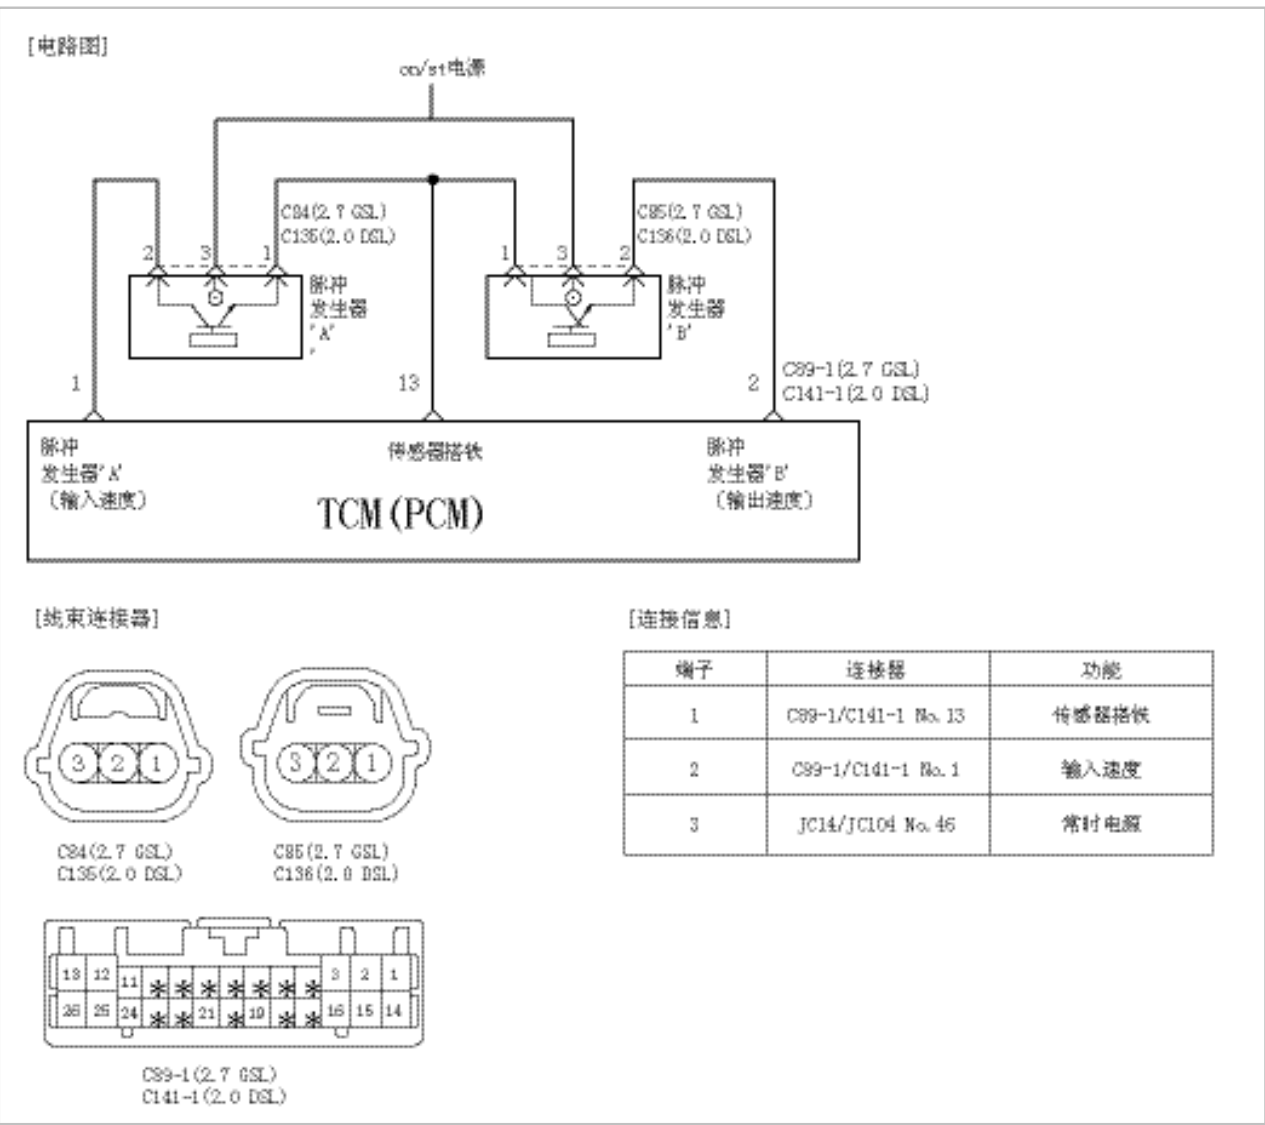 [电路图]
on/st电源
C84(2.7 GSL)
C135(2.0 DSL)
C85(2.7 GSL)
C136(2.0 DSL)
2 3 1
1 3 2
脉冲
发生器
'A'
脉冲
发生器
'B'
C89-1(2.7 GSL)
C141-1(2.0 DSL)
1 13 2
脉冲
发生器'A'
(输入速度)
传感器搭铁
脉冲
发生器'B'
(输出速度)
TCM(PCM)
[线束连接器]
[连接信息]
端子 连接器 功能
1 C89-1/C141-1 No.13 传感器搭铁
2 C89-1/C141-1 No.1 输入速度
3 JC14/JC104 No.46 常时电源
3 2 1
3 2 1
C84(2.7 GSL)
C135(2.0 DSL)
C85(2.7 GSL)
C136(2.0 DSL)
13 12 11 * * * * * * * 3 2 1
26 25 24 * * 21 * 19 * * 16 15 14
C89-1(2.7 GSL)
C141-1(2.0 DSL)